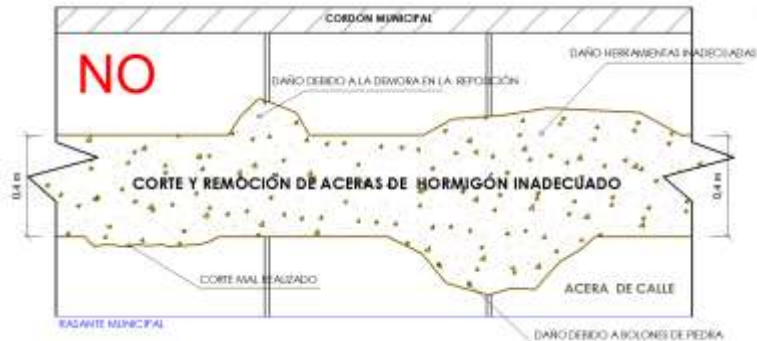 CORDÓN MUNICIPAL
NO
DAÑO HERRAMIENTAS INADECUADAS
DAÑO DEBIDO A LA DEMORA EN LA REPOSICIÓN
0,4 m
CORTE Y REMOCIÓN DE ACERAS DE HORMIGÓN INADECUADO
0,4 m
CORTE MAL REALIZADO
ACERA DE CALLE
RASANTE MUNICIPAL
DAÑO DEBIDO A BOLONES DE PIEDRA